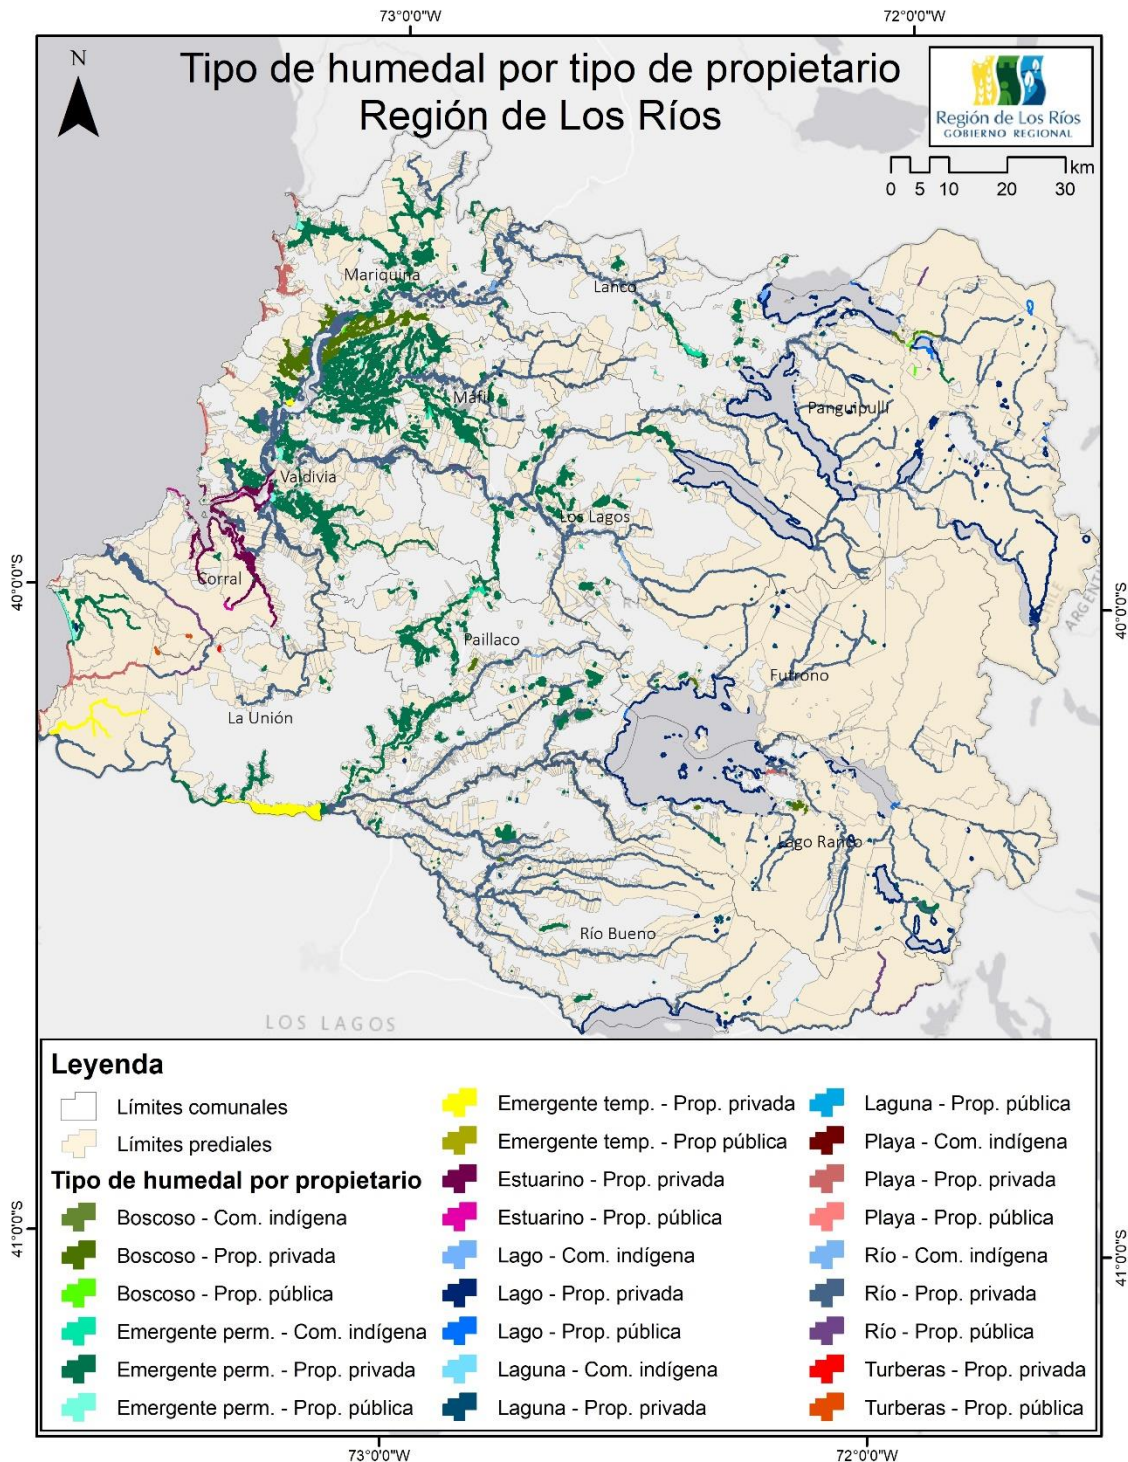 73°0'0"W
72°0'0"W
N
Tipo de humedal por tipo de propietario
Región de Los Ríos
Región de Los Ríos
GOBIERNO REGIONAL
km
0 5 10 20 30
Mariquina
Lanco
Máfil
Panguipulli
Valdivia
Los Lagos
40°0'0"S
Corral
CHILE
ARGENTI
40°0'0"S
Paillaco
Futrono
La Unión
Lago Ranco
Río Bueno
LOS LAGOS
Leyenda
Límites comunales
Límites prediales
Tipo de humedal por propietario
Boscoso - Com. indígena
Boscoso - Prop. privada
Boscoso - Prop. pública
Emergente perm. - Com. indígena
Emergente perm. - Prop. privada
Emergente perm. - Prop. pública
Emergente temp. - Prop. privada
Emergente temp. - Prop pública
Estuarino - Prop. privada
Estuarino - Prop. pública
Lago - Com. indígena
Lago - Prop. privada
Lago - Prop. pública
Laguna - Com. indígena
Laguna - Prop. privada
Laguna - Prop. pública
Playa - Com. indígena
Playa - Prop. privada
Playa - Prop. pública
Río - Com. indígena
Río - Prop. privada
Río - Prop. pública
Turberas - Prop. privada
Turberas - Prop. pública
41°0'0"S
41°0'0"S
73°0'0"W
72°0'0"W